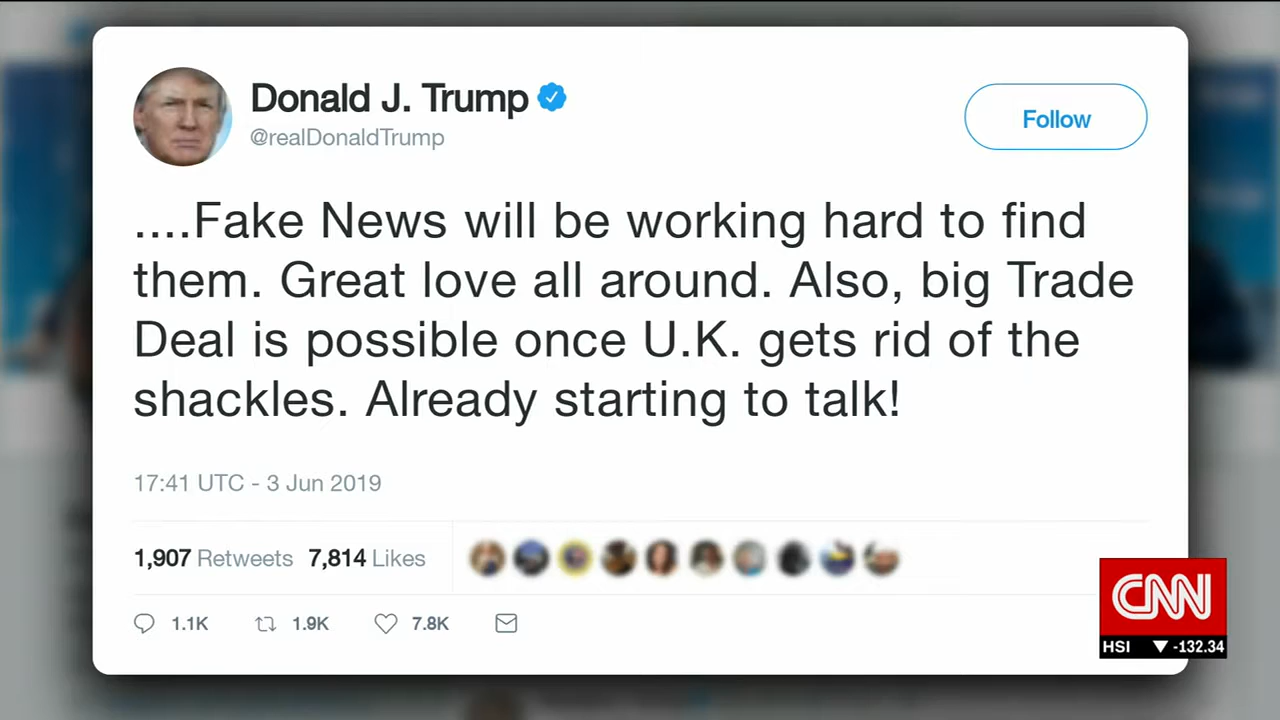 Donald J. Trump
@realDonaldTrump
Follow
....Fake News will be working hard to find
them. Great love all around. Also, big Trade
Deal is possible once U.K. gets rid of the
shackles. Already starting to talk!
17:41 UTC - 3 Jun 2019
1,907 Retweets 7,814 Likes
1.1K 1.9K 7.8K
CNN
HSI ▼ -132.34